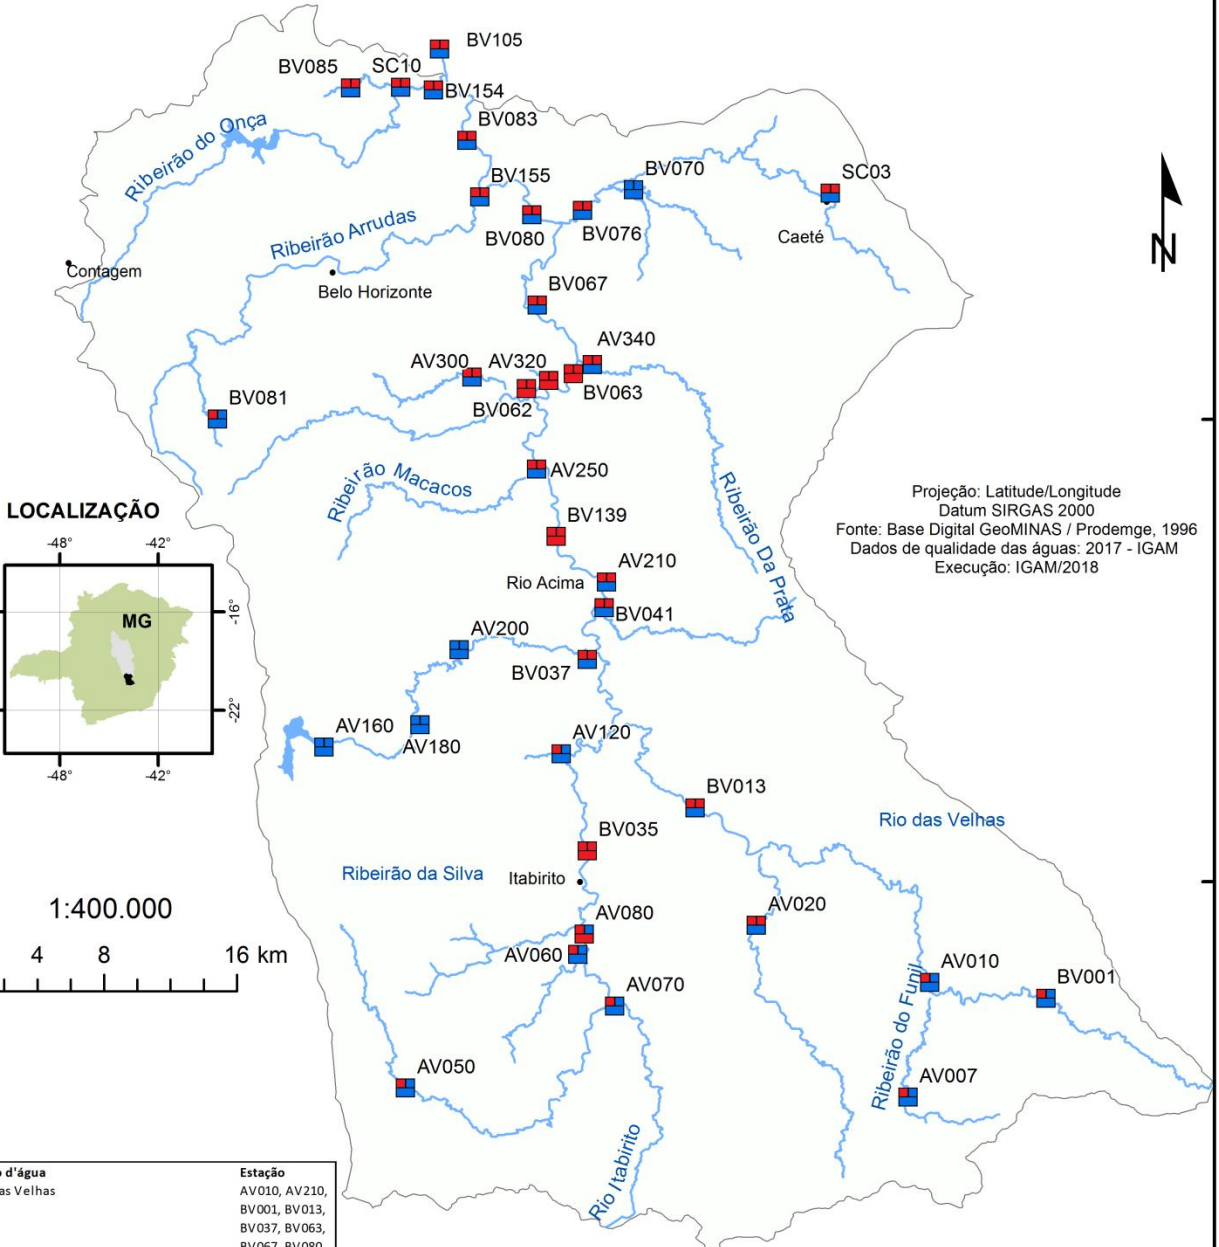 BV105
BV085
SC10
BV154
BV083
Ribeirão do Onça
BV155
BV070
SC03
Ribeirão Arrudas
BV080
BV076
Caeté
Contagem
Belo Horizonte
BV067
AV340
AV300
AV320
BV063
BV062
BV081
AV250
Ribeirão Macacos
Ribeirão Da Prata
Projeção: Latitude/Longitude
Datum SIRGAS 2000
Fonte: Base Digital GeoMINAS / Prodemge, 1996
Dados de qualidade das águas: 2017 - IGAM
Execução: IGAM/2018
N
LOCALIZAÇÃO
-48°
-42°
MG
-16°
-22°
-48°
-42°
BV139
AV210
Rio Acima
BV041
AV200
BV037
AV160
AV180
AV120
BV013
Rio das Velhas
BV035
Ribeirão da Silva
Itabirito
1:400.000
4 8 16 km
AV080
AV020
AV060
AV010
BV001
AV070
Ribeirão do Funil
AV050
AV007
Rio Itabirito
d'água Estação
as Velhas AV010, AV210,
BV001, BV013,
BV037, BV063,
BV067, BV080